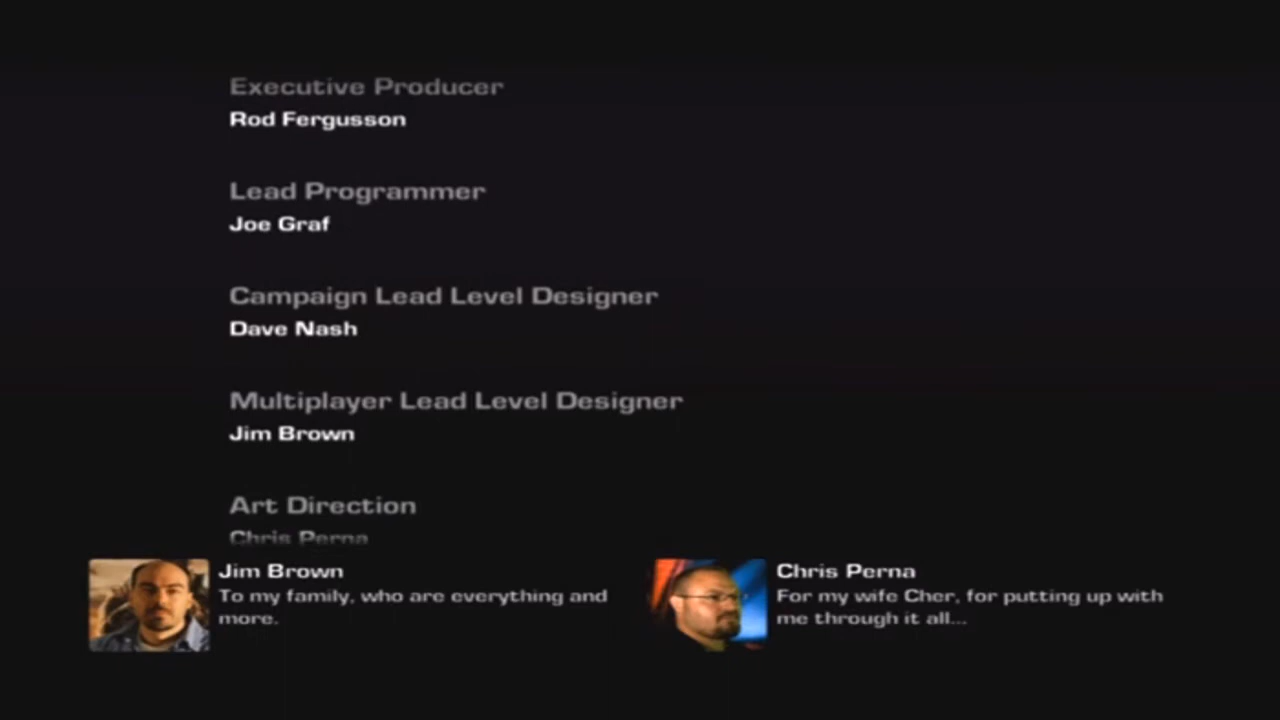 Executive Producer
Rod Fergusson
Lead Programmer
Joe Graf
Campaign Lead Level Designer
Dave Nash
Multiplayer Lead Level Designer
Jim Brown
Art Direction
Chris Perna
Jim Brown
To my family, who are everything and
more.
Chris Perna
For my wife Cher, for putting up with
me through it all...